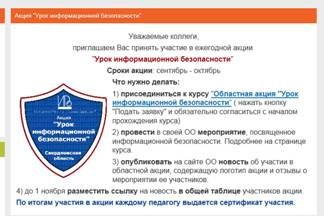 Акция "Урок информационной безопасности"
Уважаемые коллеги,
приглашаем Вас принять участие в ежегодной акции
"Урок информационной безопасности"
Сроки акции: сентябрь - октябрь
Что нужно делать:
1) присоединиться к курсу "Областная акция "Урок
информационной безопасности" ( нажать кнопку
"Подать заявку" и обязательно согласится с началом
прохождения курса)
2) провести в своей ОО мероприятие, посвященное
информационной безопасности. Подробнее на странице
курса.
3) опубликовать на сайте ОО новость об участии в
областной акции, содержащую логотип акции и отзывы о
мероприятии ее участников.
4) до 1 ноября разместить ссылку на новость в общей таблице участников акции.
По итогам участия в акции каждому педагогу выдается сертификат участия.
Акция
"Урок
информационной
безопасности"
Свердловская
область